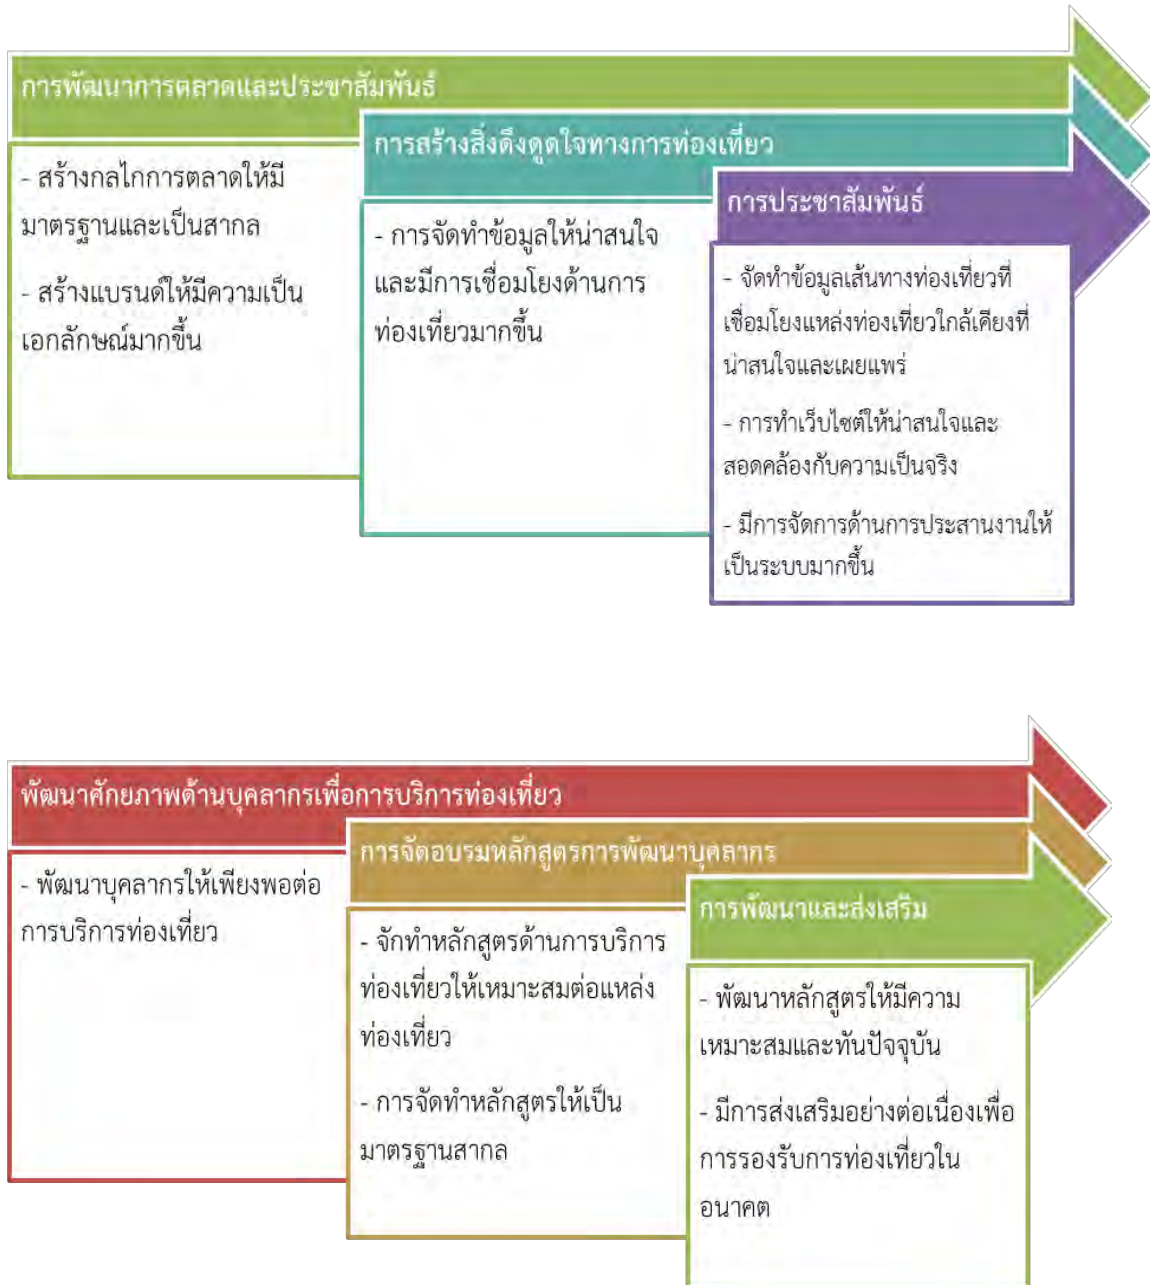 การพัฒนาการตลาดและประชาสัมพันธ์
- สร้างกลไกการตลาดให้มี
มาตรฐานและเป็นสากล
- สร้างแบรนด์ให้มีความเป็น
เอกลักษณ์มากขึ้น
การสร้างสิ่งดึงดูดใจทางการท่องเที่ยว
- การจัดทำข้อมูลให้น่าสนใจ
และมีการเชื่อมโยงด้านการ
ท่องเที่ยวมากขึ้น
การประชาสัมพันธ์
- จัดทำข้อมูลเส้นทางท่องเที่ยวที่
เชื่อมโยงแหล่งท่องเที่ยวใกล้เคียงที่
น่าสนใจและเผยแพร่
- การทำเว็บไซต์ให้น่าสนใจและ
สอดคล้องกับความเป็นจริง
- มีการจัดการด้านการประสานงานให้
เป็นระบบมากขึ้น
พัฒนาศักยภาพด้านบุคลากรเพื่อการบริการท่องเที่ยว
- พัฒนาบุคลากรให้เพียงพอต่อ
การบริการท่องเที่ยว
การจัดอบรมหลักสูตรการพัฒนาบุคลากร
- จักทำหลักสูตรด้านการบริการ
ท่องเที่ยวให้เหมาะสมต่อแหล่ง
ท่องเที่ยว
- การจัดทำหลักสูตรให้เป็น
มาตรฐานสากล
การพัฒนาและส่งเสริม
- พัฒนาหลักสูตรให้มีความ
เหมาะสมและทันปัจจุบัน
- มีการส่งเสริมอย่างต่อเนื่องเพื่อ
การรองรับการท่องเที่ยวใน
อนาคต